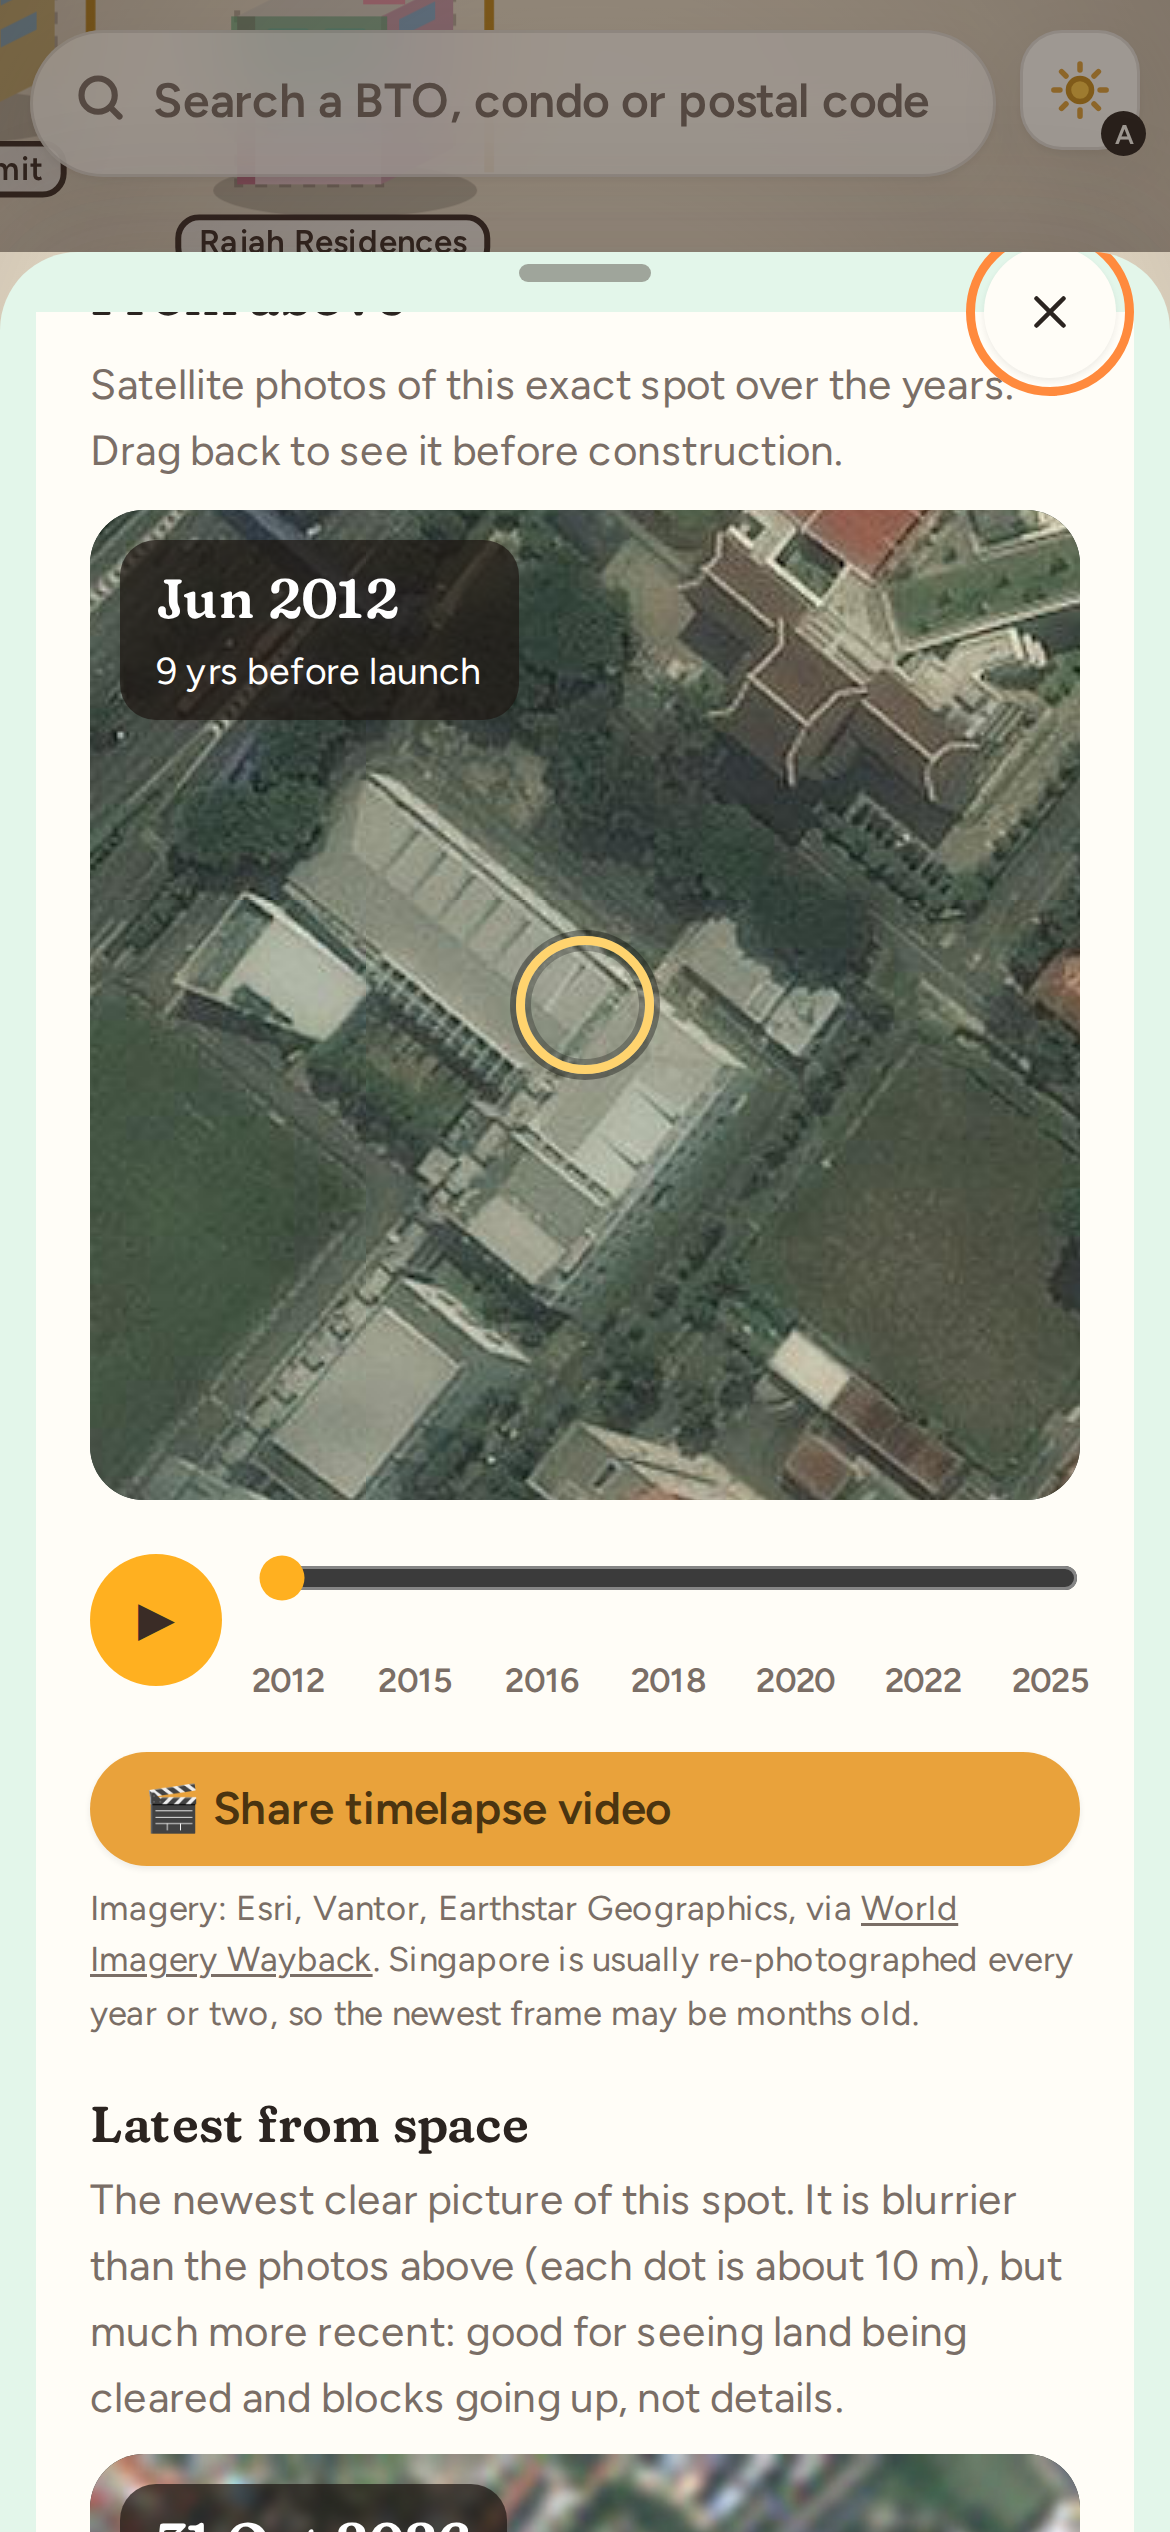 Search a BTO, condo or postal code
A
mit
Rajah Residences
From above
Satellite photos of this exact spot over the years.
Drag back to see it before construction.
Jun 2012
9 yrs before launch
2012 2015 2016 2018 2020 2022 2025
Share timelapse video
Imagery: Esri, Vantor, Earthstar Geographics, via World
Imagery Wayback. Singapore is usually re-photographed every
year or two, so the newest frame may be months old.
Latest from space
The newest clear picture of this spot. It is blurrier
than the photos above (each dot is about 10 m), but
much more recent: good for seeing land being
cleared and blocks going up, not details.